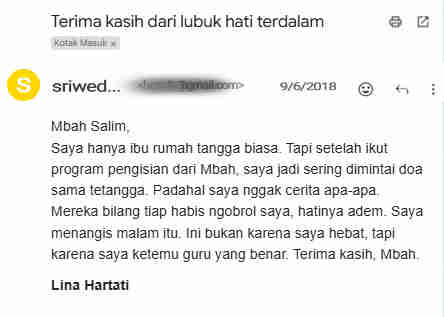 Terima kasih dari lubuk hati terdalam
Kotak Masuk x
S
sriwed... @gmail.com> 9/6/2018
Mbah Salim,
Saya hanya ibu rumah tangga biasa. Tapi setelah ikut
program pengisian dari Mbah, saya jadi sering dimintai doa
sama tetangga. Padahal saya nggak cerita apa-apa.
Mereka bilang tiap habis ngobrol saya, hatinya adem. Saya
menangis malam itu. Ini bukan karena saya hebat, tapi
karena saya ketemu guru yang benar. Terima kasih, Mbah.
Lina Hartati